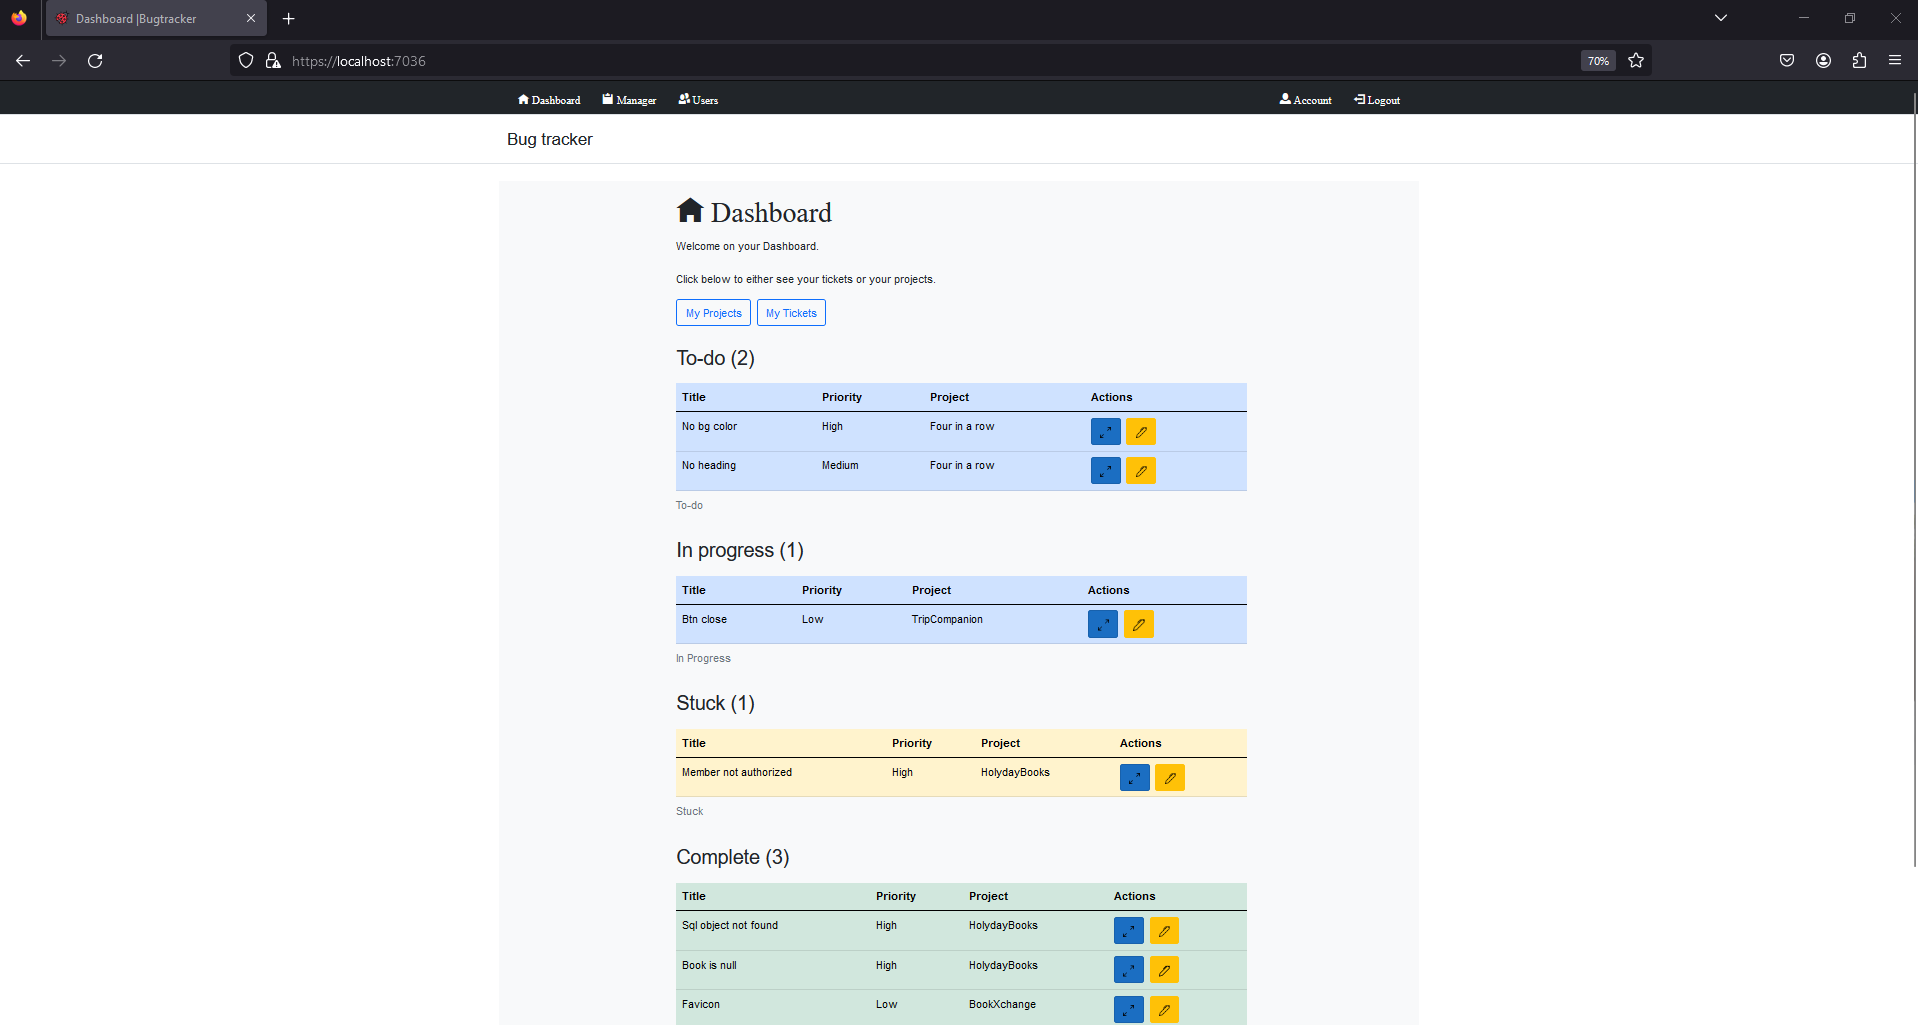 Dashboard |Bugtracker
https://localhost:7036
70%
Dashboard Manager Users Account Logout
Bug tracker
Dashboard
Welcome on your Dashboard.
Click below to either see your tickets or your projects.
My Projects My Tickets
To-do (2)
Title Priority Project Actions
No bg color High Four in a row
No heading Medium Four in a row
To-do
In progress (1)
Title Priority Project Actions
Btn close Low TripCompanion
In Progress
Stuck (1)
Title Priority Project Actions
Member not authorized High HolydayBooks
Stuck
Complete (3)
Title Priority Project Actions
Sql object not found High HolydayBooks
Book is null High HolydayBooks
Favicon Low BookXchange